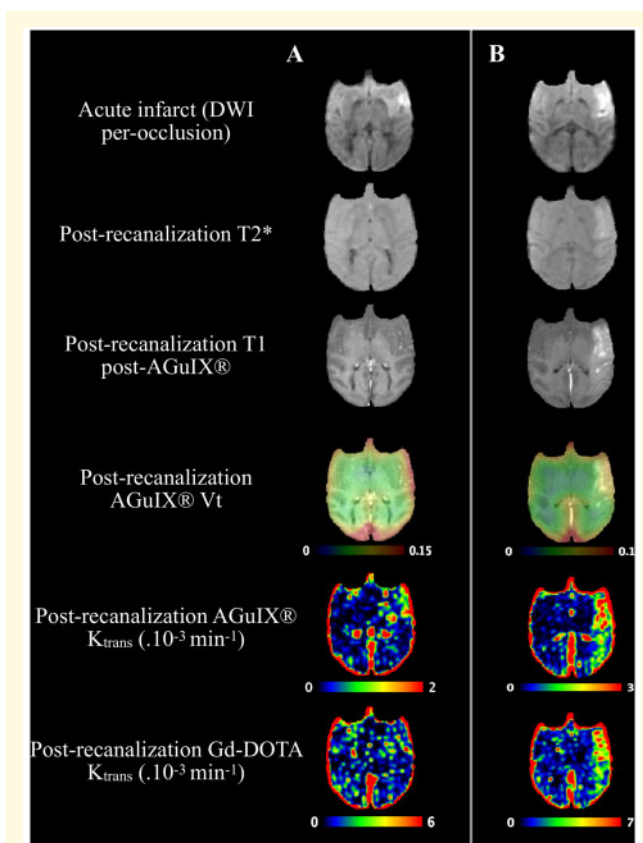 A
B
Acute infarct (DWI
per-occlusion)
Post-recanalization T2*
Post-recanalization T1
post-AGuIX®
Post-recanalization
AGuIX® Vt
0 0.15
0 0.1
Post-recanalization AGuIX®
Ktrans (.10-3 min-1)
0 2
0 3
Post-recanalization Gd-DOTA
Ktrans (.10-3 min-1)
0 6
0 7